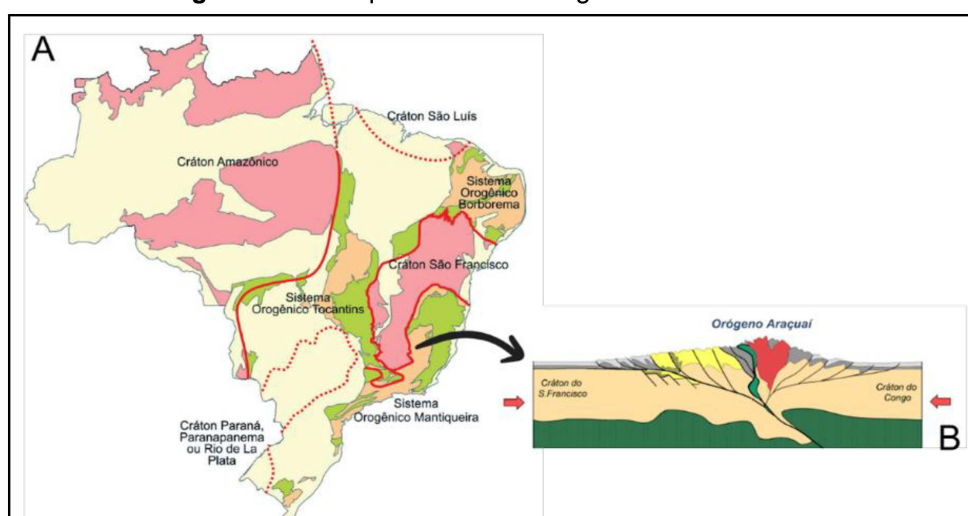 A
Cráton São Luís
Cráton Amazônico
Sistema
Orogênico
Borborema
Cráton São Francisco
Sistema
Orogênico Tocantins
Sistema
Orogênico Mantiqueira
Cráton Paraná,
Paranapanema
ou Rio de La
Plata
Orógeno Araçuaí
Cráton do
S.Francisco
Cráton do
Congo
B